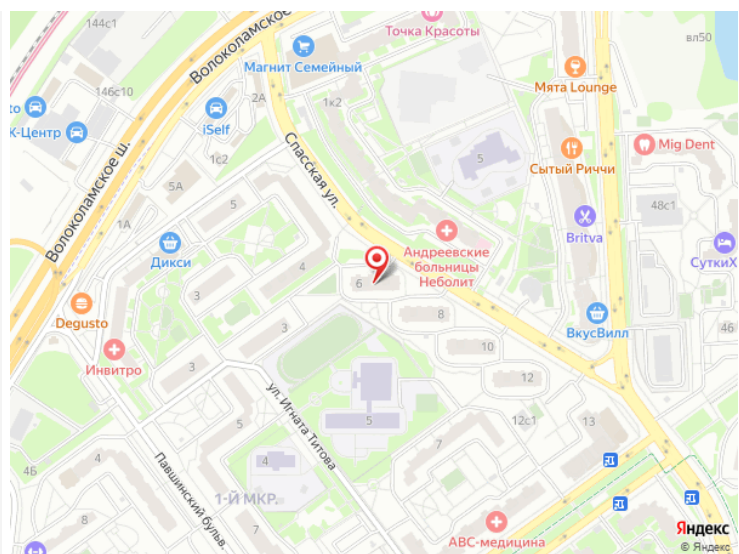 144с1
Точка Красоты
вл50
Волоколамское
Магнит Семейный
146с10
2А
1к2
Мята Lounge
К-Центр
iSelf
Mig Dent
1с2
5
Сытый Риччи
5А
Спасская ул.
48с1
Волоколамское ш.
1А
5
Britva
Андреевские
больницы
Неболит
СуткиХ
Дикси
4
6
3
8
ВкусВилл
46
Degusto
3
10
Инвитро
3
12
ул. Игната Титова
5
12с1
13
5
7
4Б
4
Павшинский бульв.
4
1-Й МКР.
7
8
АВС-медицина
Яндекс
© Яндекс